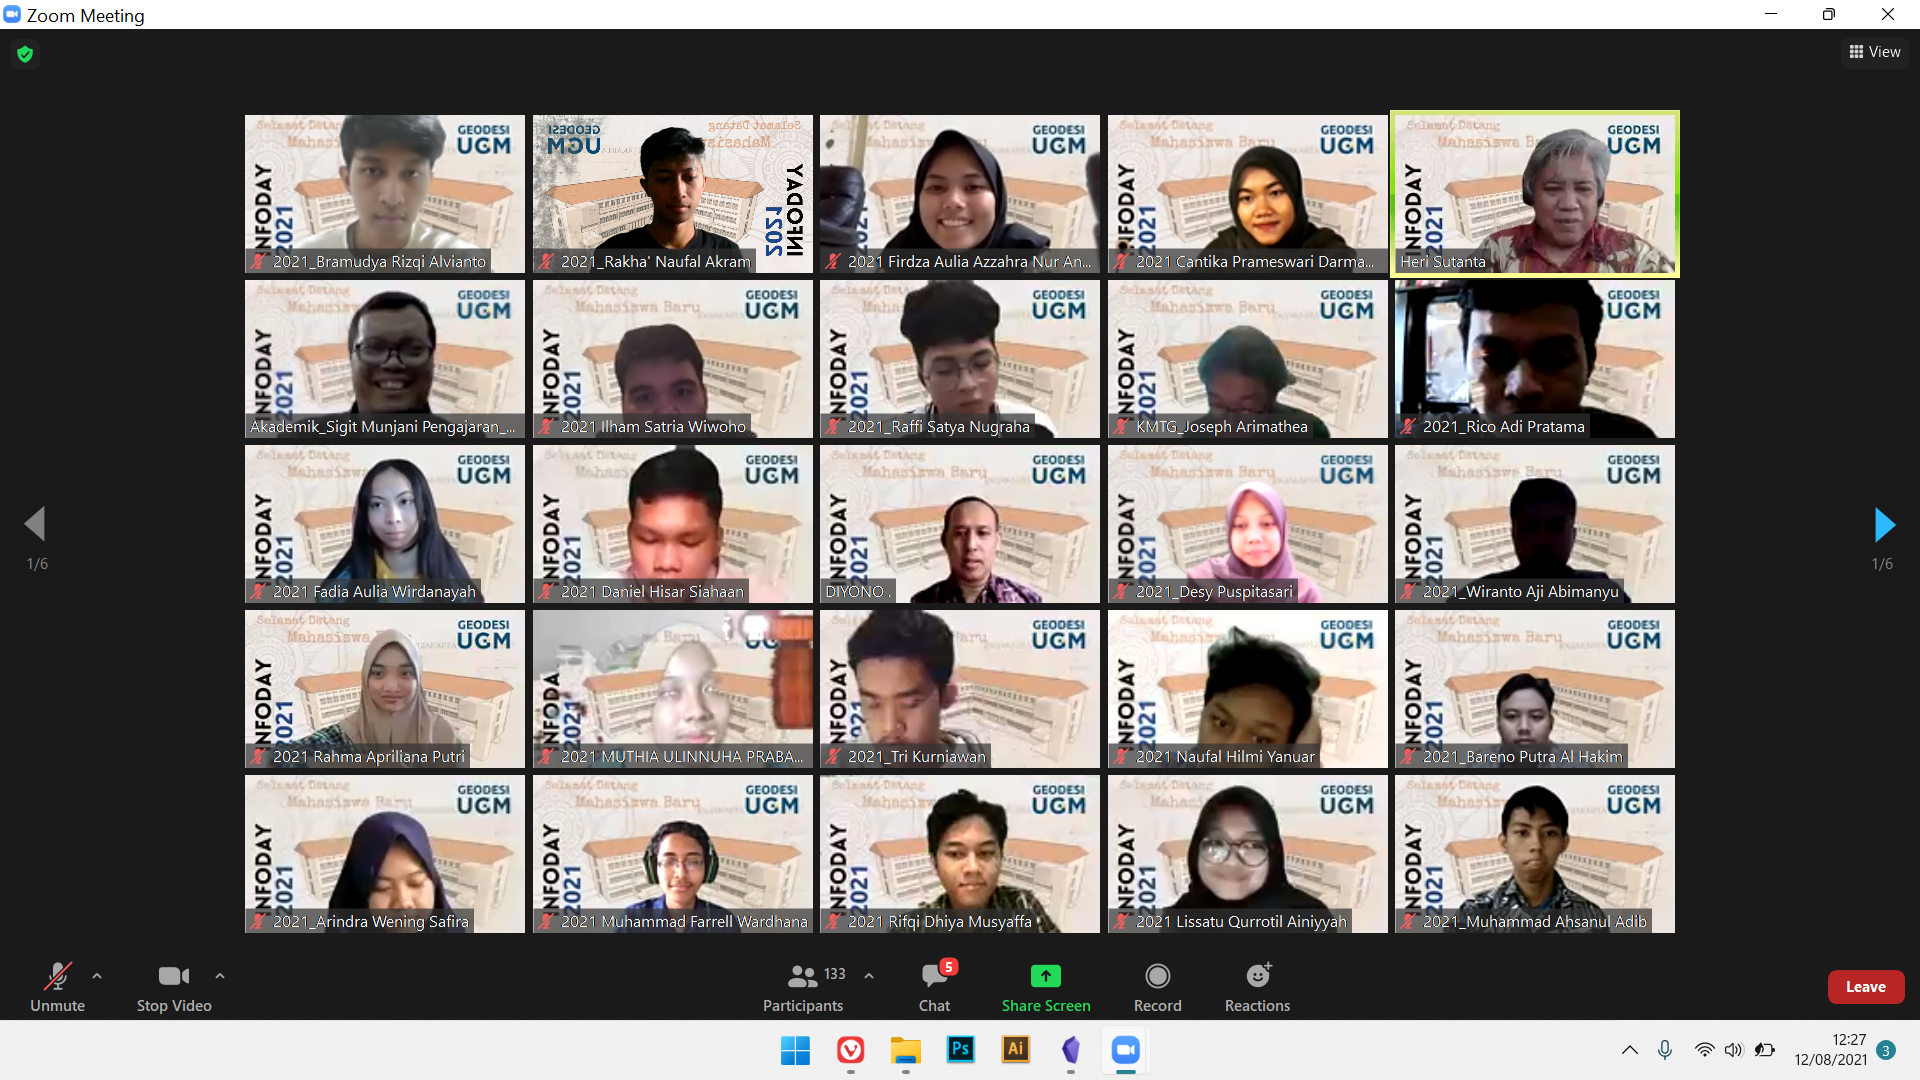 Zoom Meeting
View
Selamat Datang
Mahasiswa Baru
GEODESI
UGM
INFODAY
2021
2021_Bramudya Rizqi Alvianto
2021_Rakha' Naufal Akram
2021 Firdza Aulia Azzahra Nur An...
2021 Cantika Prameswari Darma...
Heri Sutanta
Akademik_Sigit Munjani Pengajaran_...
2021 Ilham Satria Wiwoho
2021_Raffi Satya Nugraha
KMTG_Joseph Arimathea
2021_Rico Adi Pratama
2021 Fadia Aulia Wirdanayah
2021 Daniel Hisar Siahaan
DIYONO .
2021_Desy Puspitasari
2021_Wiranto Aji Abimanyu
1/6
1/6
2021 Rahma Apriliana Putri
2021 MUTHIA ULINNUHA PRABA...
2021_Tri Kurniawan
2021 Naufal Hilmi Yanuar
2021_Bareno Putra Al Hakim
2021_Arindra Wening Safira
2021 Muhammad Farrell Wardhana
2021 Rifqi Dhiya Musyaffa
2021 Lissatu Qurrotil Ainiyyah
2021_Muhammad Ahsanul Adib
Unmute
Stop Video
133
Participants
5
Chat
Share Screen
Record
Reactions
Leave
Ps
Ai
12:27
12/08/2021
3